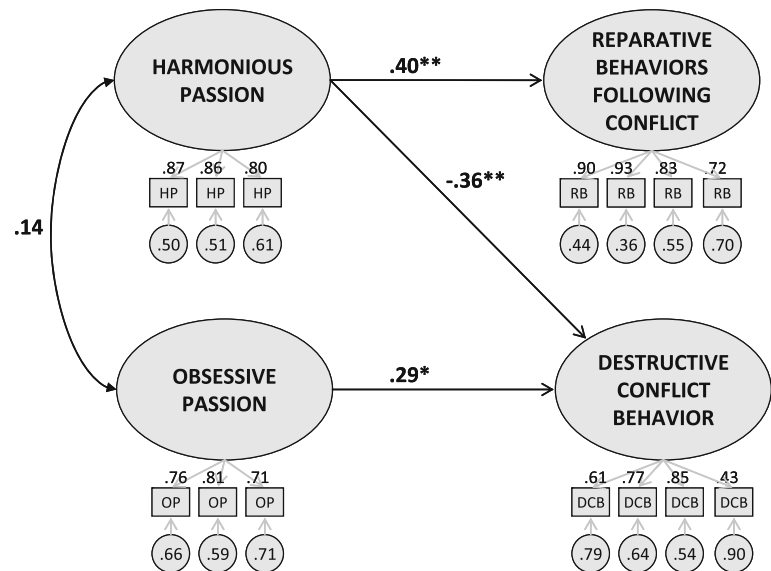 HARMONIOUS
PASSION
REPARATIVE
BEHAVIORS
FOLLOWING
CONFLICT
.40**
.87 .86 .80
HP HP HP
.50 .51 .61
.90 .93 .83 .72
RB RB RB RB
.44 .36 .55 .70
-.36**
.14
OBSESSIVE
PASSION
.29*
DESTRUCTIVE
CONFLICT
BEHAVIOR
.76 .81 .71
OP OP OP
.66 .59 .71
.61 .77 .85 .43
DCB DCB DCB DCB
.79 .64 .54 .90